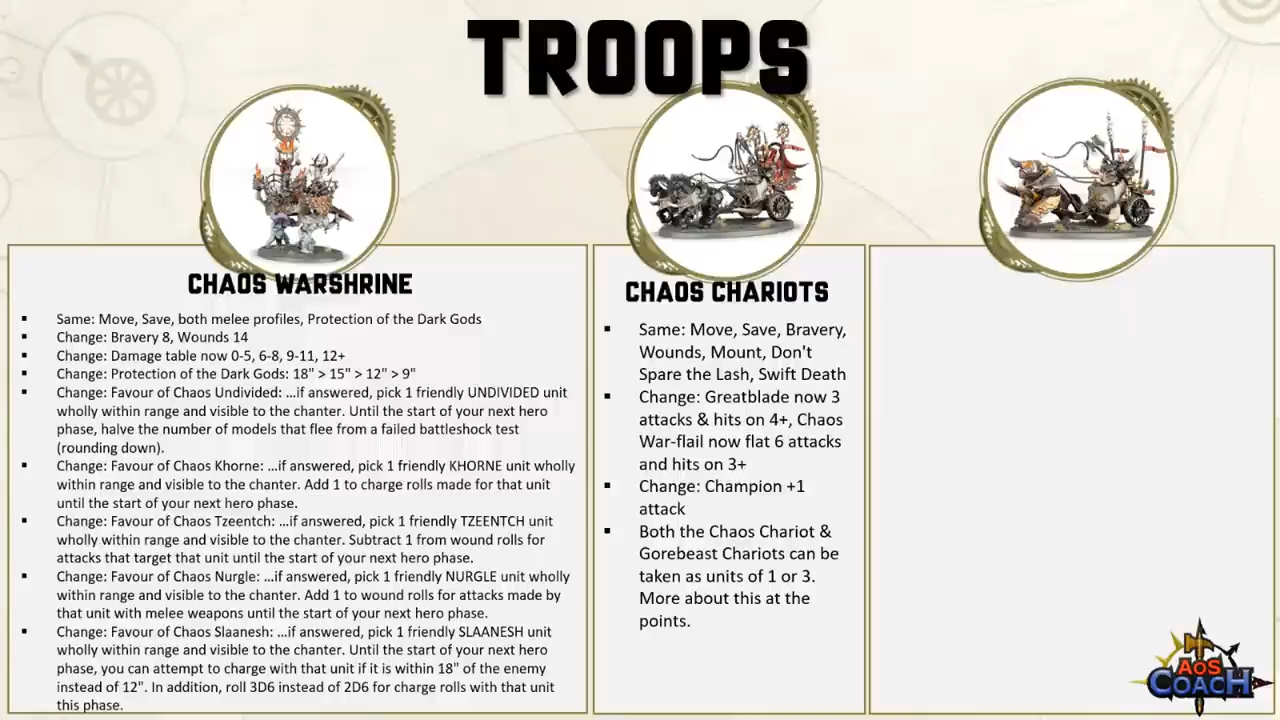 TROOPS
CHAOS WARSHRINE
▪ Same: Move, Save, both melee profiles, Protection of the Dark Gods
▪ Change: Bravery 8, Wounds 14
▪ Change: Damage table now 0-5, 6-8, 9-11, 12+
▪ Change: Protection of the Dark Gods: 18" > 15" > 12" > 9"
▪ Change: Favour of Chaos Undivided: ...if answered, pick 1 friendly UNDIVIDED unit
wholly within range and visible to the chanter. Until the start of your next hero
phase, halve the number of models that flee from a failed battleshock test
(rounding down).
▪ Change: Favour of Chaos Khorne: ...if answered, pick 1 friendly KHORNE unit wholly
within range and visible to the chanter. Add 1 to charge rolls made for that unit
until the start of your next hero phase.
▪ Change: Favour of Chaos Tzeentch: ...if answered, pick 1 friendly TZEENTCH unit
wholly within range and visible to the chanter. Subtract 1 from wound rolls for
attacks that target that unit until the start of your next hero phase.
▪ Change: Favour of Chaos Nurgle: ...if answered, pick 1 friendly NURGLE unit wholly
within range and visible to the chanter. Add 1 to wound rolls for attacks made by
that unit with melee weapons until the start of your next hero phase.
▪ Change: Favour of Chaos Slaanesh: ...if answered, pick 1 friendly SLAANESH unit
wholly within range and visible to the chanter. Until the start of your next hero
phase, you can attempt to charge with that unit if it is within 18" of the enemy
instead of 12". In addition, roll 3D6 instead of 2D6 for charge rolls with that unit
this phase.
CHAOS CHARIOTS
▪ Same: Move, Save, Bravery,
Wounds, Mount, Don't
Spare the Lash, Swift Death
▪ Change: Greatblade now 3
attacks & hits on 4+, Chaos
War-flail now flat 6 attacks
and hits on 3+
▪ Change: Champion +1
attack
▪ Both the Chaos Chariot &
Gorebeast Chariots can be
taken as units of 1 or 3.
More about this at the
points.
AoS
COACH